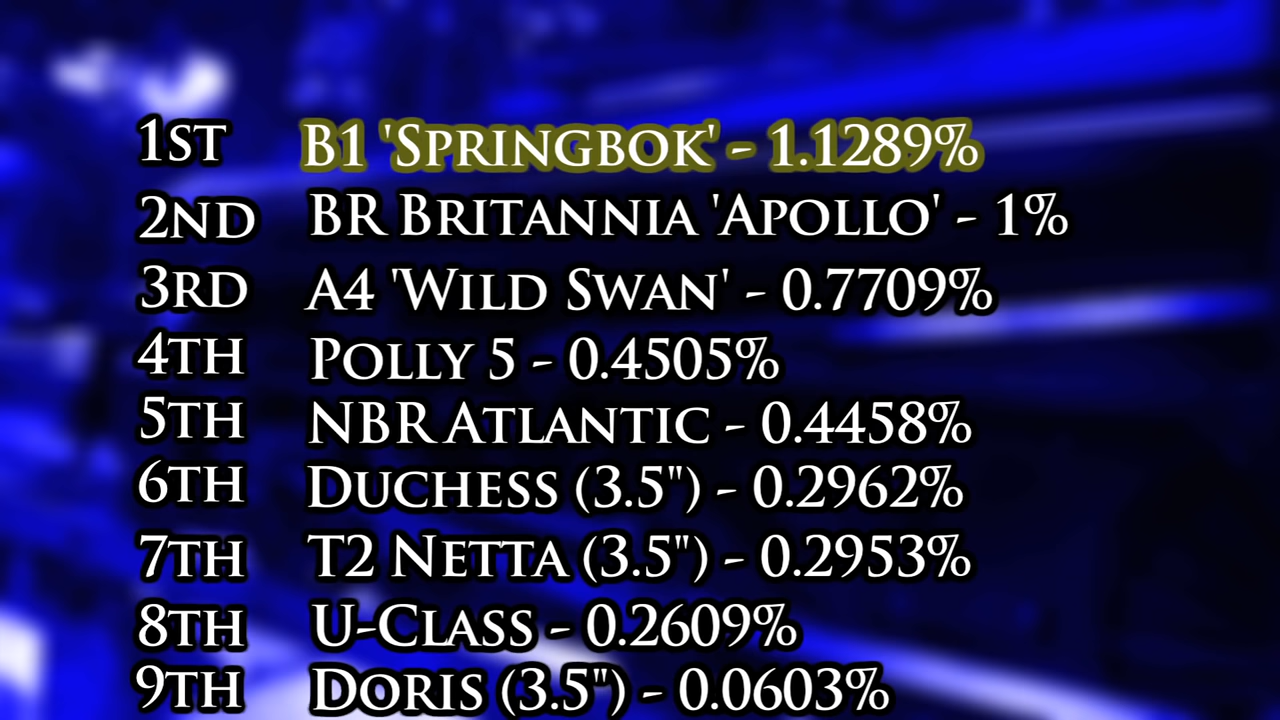 1ST B1 'SPRINGBOK' - 1.1289%
2ND BR BRITANNIA 'APOLLO' - 1%
3RD A4 'WILD SWAN' - 0.7709%
4TH POLLY 5 - 0.4505%
5TH NBR ATLANTIC - 0.4458%
6TH DUCHESS (3.5") - 0.2962%
7TH T2 NETTA (3.5") - 0.2953%
8TH U-CLASS - 0.2609%
9TH DORIS (3.5") - 0.0603%